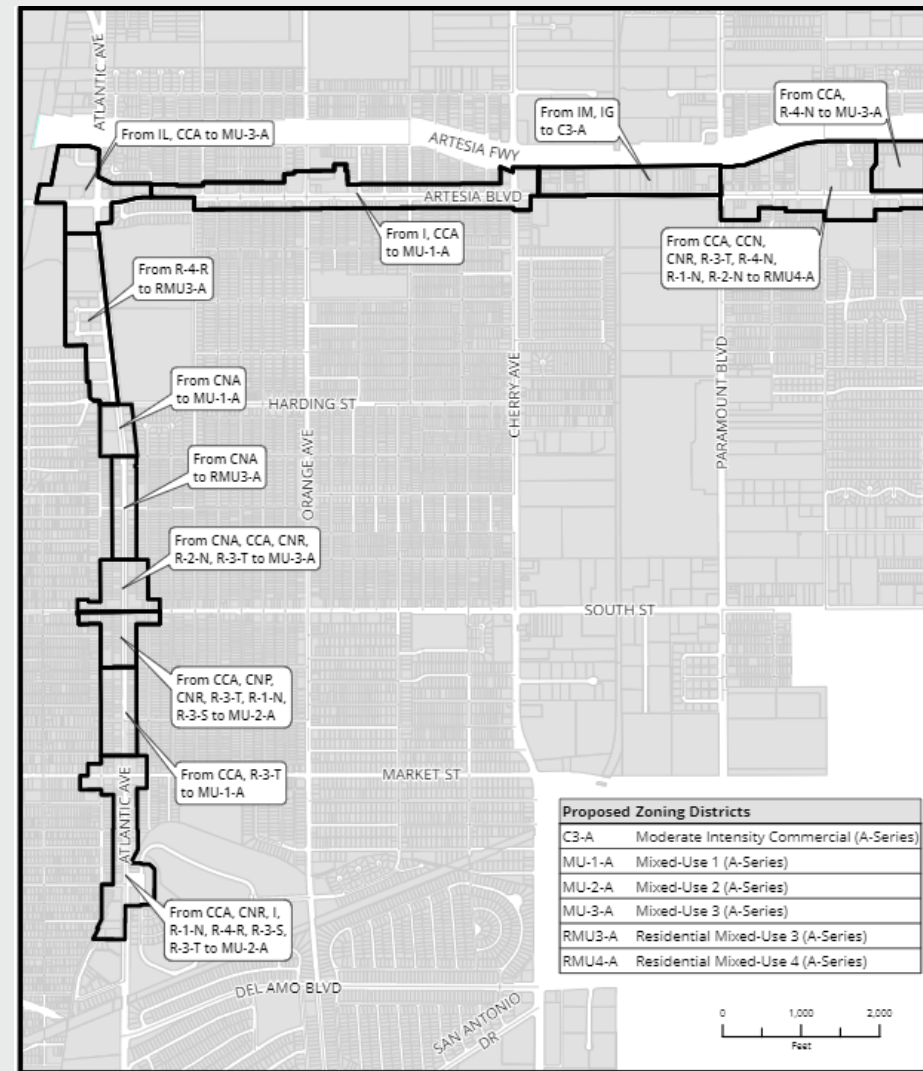 ATLANTIC AVE
From IL, CCA to MU-3-A
ARTESIA FWY
From IM, IG
to C3-A
From CCA,
R-4-N to MU-3-A
ARTESIA BLVD
From I, CCA
to MU-1-A
From CCA, CCN,
CNR, R-3-T, R-4-N,
R-1-N, R-2-N to RMU4-A
From R-4-R
to RMU3-A
From CNA
to MU-1-A
HARDING ST
ORANGE AVE
CHERRY AVE
PARAMOUNT BLVD
From CNA
to RMU3-A
From CNA, CCA, CNR,
R-2-N, R-3-T to MU-3-A
SOUTH ST
From CCA, CNP,
CNR, R-3-T, R-1-N,
R-3-S to MU-2-A
From CCA, R-3-T
to MU-1-A
MARKET ST
ATLANTIC AVE
From CCA, CNR, I,
R-1-N, R-4-R, R-3-S,
R-3-T to MU-2-A
DEL AMO BLVD
SAN ANTONIO
DR
Proposed Zoning Districts
C3-A Moderate Intensity Commercial (A-Series)
MU-1-A Mixed-Use 1 (A-Series)
MU-2-A Mixed-Use 2 (A-Series)
MU-3-A Mixed-Use 3 (A-Series)
RMU3-A Residential Mixed-Use 3 (A-Series)
RMU4-A Residential Mixed-Use 4 (A-Series)
0 1,000 2,000
Feet